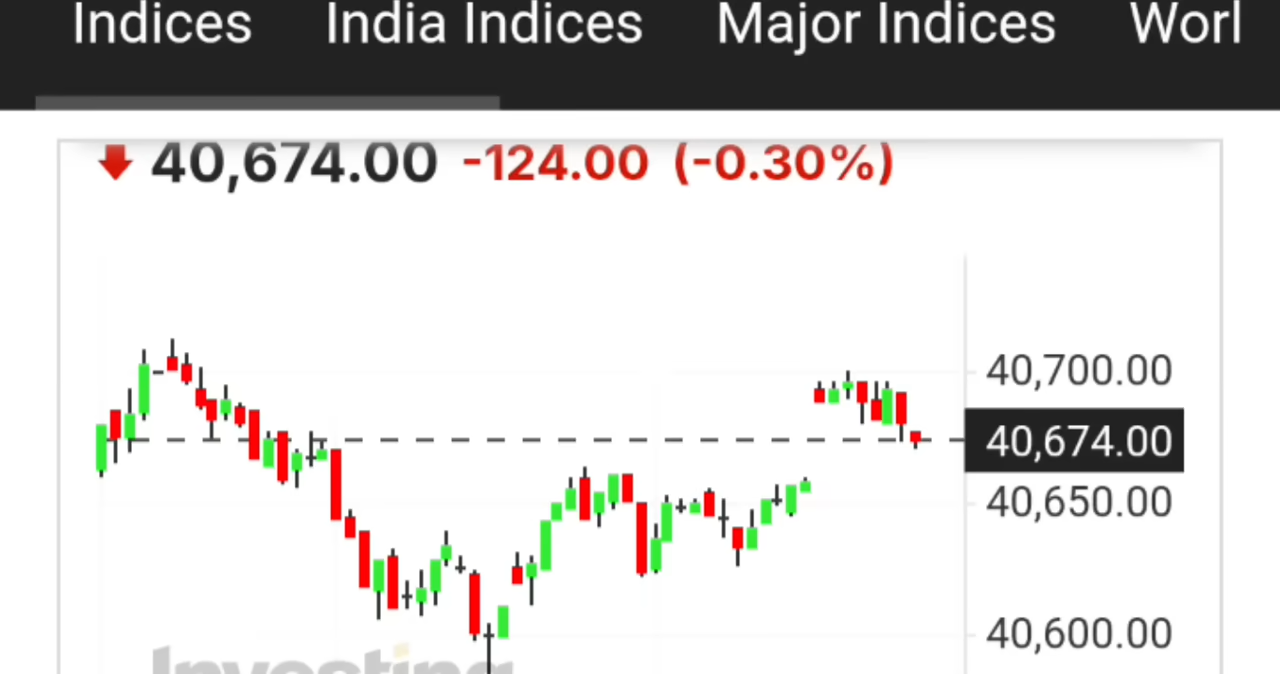 Indices India Indices Major Indices Worl
40,674.00 -124.00 (-0.30%)
40,700.00
40,674.00
40,650.00
40,600.00
Investing